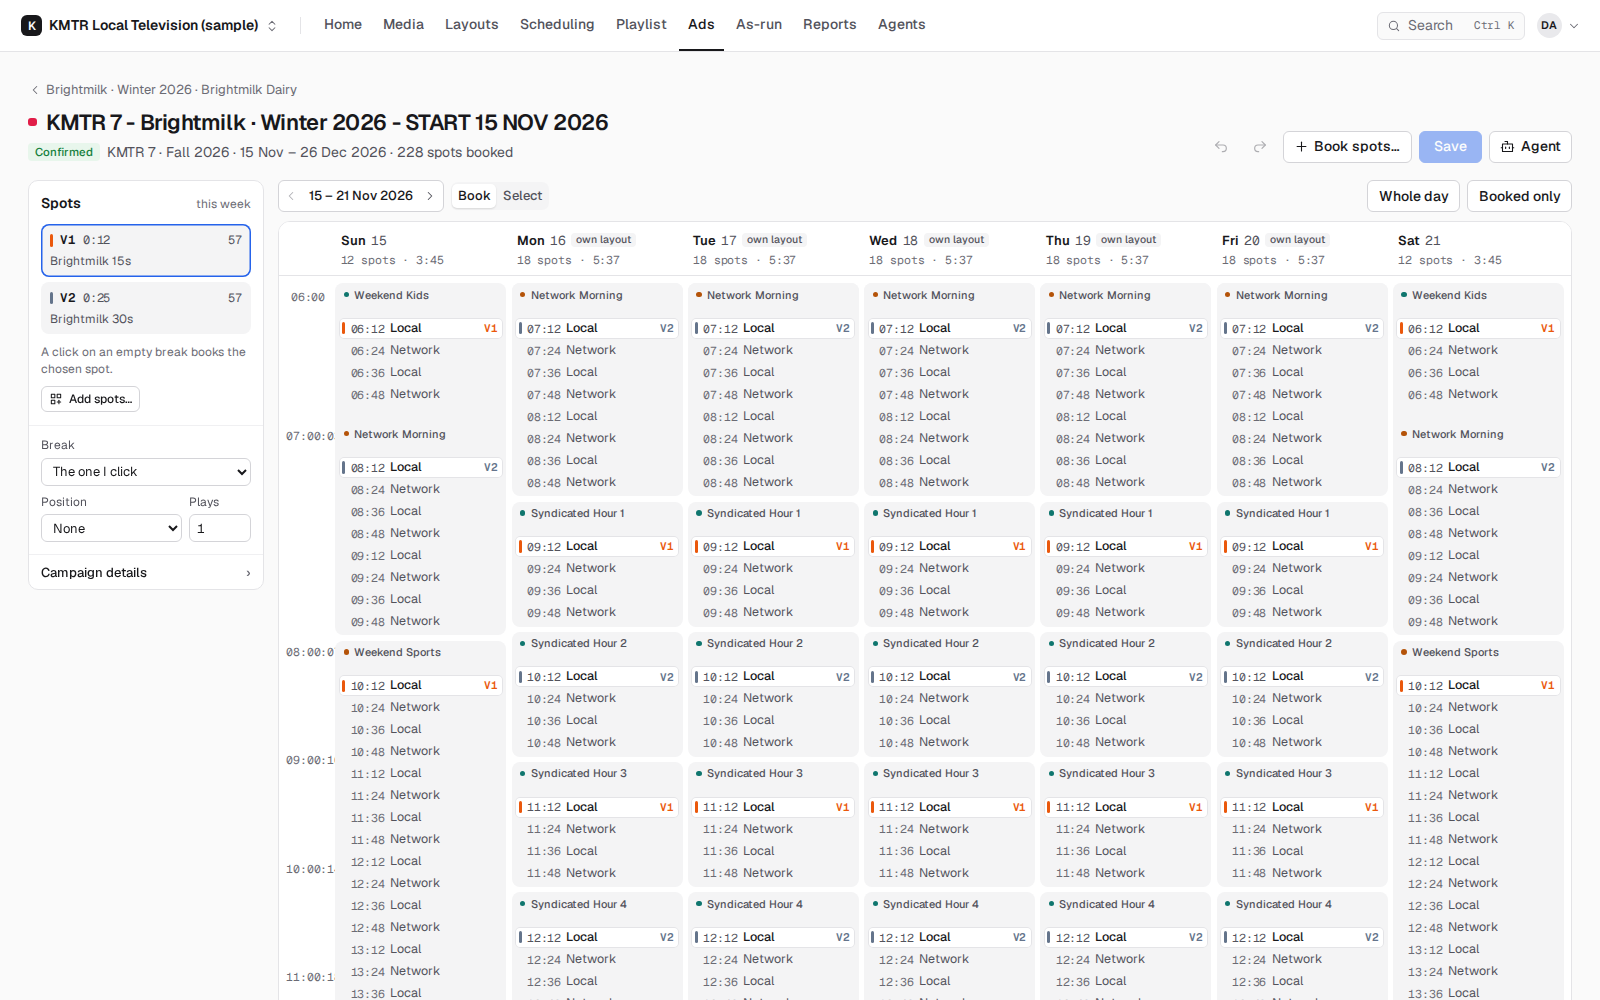 K KMTR Local Television (sample) Home Media Layouts Scheduling Playlist Ads As-run Reports Agents Search Ctrl K DA
Brightmilk · Winter 2026 · Brightmilk Dairy
KMTR 7 - Brightmilk · Winter 2026 - START 15 NOV 2026
Confirmed KMTR 7 · Fall 2026 · 15 Nov – 26 Dec 2026 · 228 spots booked
Book spots... Save Agent
Spots this week
V1 0:12 57
Brightmilk 15s
V2 0:25 57
Brightmilk 30s
A click on an empty break books the
chosen spot.
Add spots...
Break
The one I click
Position Plays
None 1
Campaign details
15 – 21 Nov 2026 Book Select Whole day Booked only
Sun 15 Mon 16 own layout Tue 17 own layout Wed 18 own layout Thu 19 own layout Fri 20 own layout Sat 21
12 spots · 3:45 18 spots · 5:37 18 spots · 5:37 18 spots · 5:37 18 spots · 5:37 18 spots · 5:37 12 spots · 3:45
06:00
07:00:0
08:00:0
09:00:1
10:00:1
11:00:1
Weekend Kids
06:12 Local V1
06:24 Network
06:36 Local
06:48 Network
Network Morning
08:12 Local V2
08:24 Network
08:36 Local
08:48 Network
09:12 Local
09:24 Network
09:36 Local
09:48 Network
Weekend Sports
10:12 Local V1
10:24 Network
10:36 Local
10:48 Network
11:12 Local
11:24 Network
11:36 Local
11:48 Network
12:12 Local
12:24 Network
12:36 Local
12:48 Network
13:12 Local
13:24 Network
13:36 Local
Network Morning
07:12 Local V2
07:24 Network
07:36 Local
07:48 Network
08:12 Local
08:24 Network
08:36 Local
08:48 Network
Syndicated Hour 1
09:12 Local V1
09:24 Network
09:36 Local
09:48 Network
Syndicated Hour 2
10:12 Local V2
10:24 Network
10:36 Local
10:48 Network
Syndicated Hour 3
11:12 Local V1
11:24 Network
11:36 Local
11:48 Network
Syndicated Hour 4
12:12 Local V2
12:24 Network
12:36 Local
Network Morning
07:12 Local V2
07:24 Network
07:36 Local
07:48 Network
08:12 Local
08:24 Network
08:36 Local
08:48 Network
Syndicated Hour 1
09:12 Local V1
09:24 Network
09:36 Local
09:48 Network
Syndicated Hour 2
10:12 Local V2
10:24 Network
10:36 Local
10:48 Network
Syndicated Hour 3
11:12 Local V1
11:24 Network
11:36 Local
11:48 Network
Syndicated Hour 4
12:12 Local V2
12:24 Network
12:36 Local
Network Morning
07:12 Local V2
07:24 Network
07:36 Local
07:48 Network
08:12 Local
08:24 Network
08:36 Local
08:48 Network
Syndicated Hour 1
09:12 Local V1
09:24 Network
09:36 Local
09:48 Network
Syndicated Hour 2
10:12 Local V2
10:24 Network
10:36 Local
10:48 Network
Syndicated Hour 3
11:12 Local V1
11:24 Network
11:36 Local
11:48 Network
Syndicated Hour 4
12:12 Local V2
12:24 Network
12:36 Local
Network Morning
07:12 Local V2
07:24 Network
07:36 Local
07:48 Network
08:12 Local
08:24 Network
08:36 Local
08:48 Network
Syndicated Hour 1
09:12 Local V1
09:24 Network
09:36 Local
09:48 Network
Syndicated Hour 2
10:12 Local V2
10:24 Network
10:36 Local
10:48 Network
Syndicated Hour 3
11:12 Local V1
11:24 Network
11:36 Local
11:48 Network
Syndicated Hour 4
12:12 Local V2
12:24 Network
12:36 Local
Network Morning
07:12 Local V2
07:24 Network
07:36 Local
07:48 Network
08:12 Local
08:24 Network
08:36 Local
08:48 Network
Syndicated Hour 1
09:12 Local V1
09:24 Network
09:36 Local
09:48 Network
Syndicated Hour 2
10:12 Local V2
10:24 Network
10:36 Local
10:48 Network
Syndicated Hour 3
11:12 Local V1
11:24 Network
11:36 Local
11:48 Network
Syndicated Hour 4
12:12 Local V2
12:24 Network
12:36 Local
Weekend Kids
06:12 Local V1
06:24 Network
06:36 Local
06:48 Network
Network Morning
08:12 Local V2
08:24 Network
08:36 Local
08:48 Network
09:12 Local
09:24 Network
09:36 Local
09:48 Network
Weekend Sports
10:12 Local V1
10:24 Network
10:36 Local
10:48 Network
11:12 Local
11:24 Network
11:36 Local
11:48 Network
12:12 Local
12:24 Network
12:36 Local
12:48 Network
13:12 Local
13:24 Network
13:36 Local